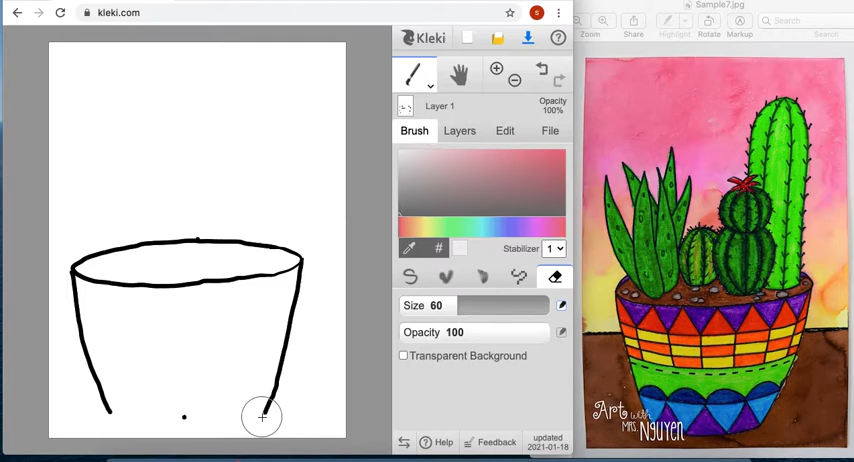 Sample7.jpg
kleki.com
S
Search
Zoom
Share
Highlight
Rotate
Markup
Search
Kleki
Layer 1
Opacity
100%
Brush
Layers
Edit
File
#
Stabilizer 1
Size 60
Opacity 100
Transparent Background
Help
Feedback
updated
2021-01-18
Art with
MRS.
Nguyen